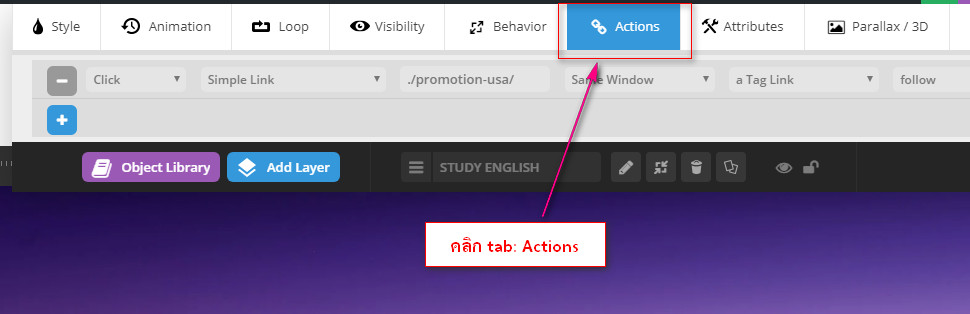 Style Animation Loop Visibility Behavior Actions Attributes Parallax / 3D
Click Simple Link ./promotion-usa/ Same Window a Tag Link follow
Object Library Add Layer STUDY ENGLISH
คลิก tab: Actions